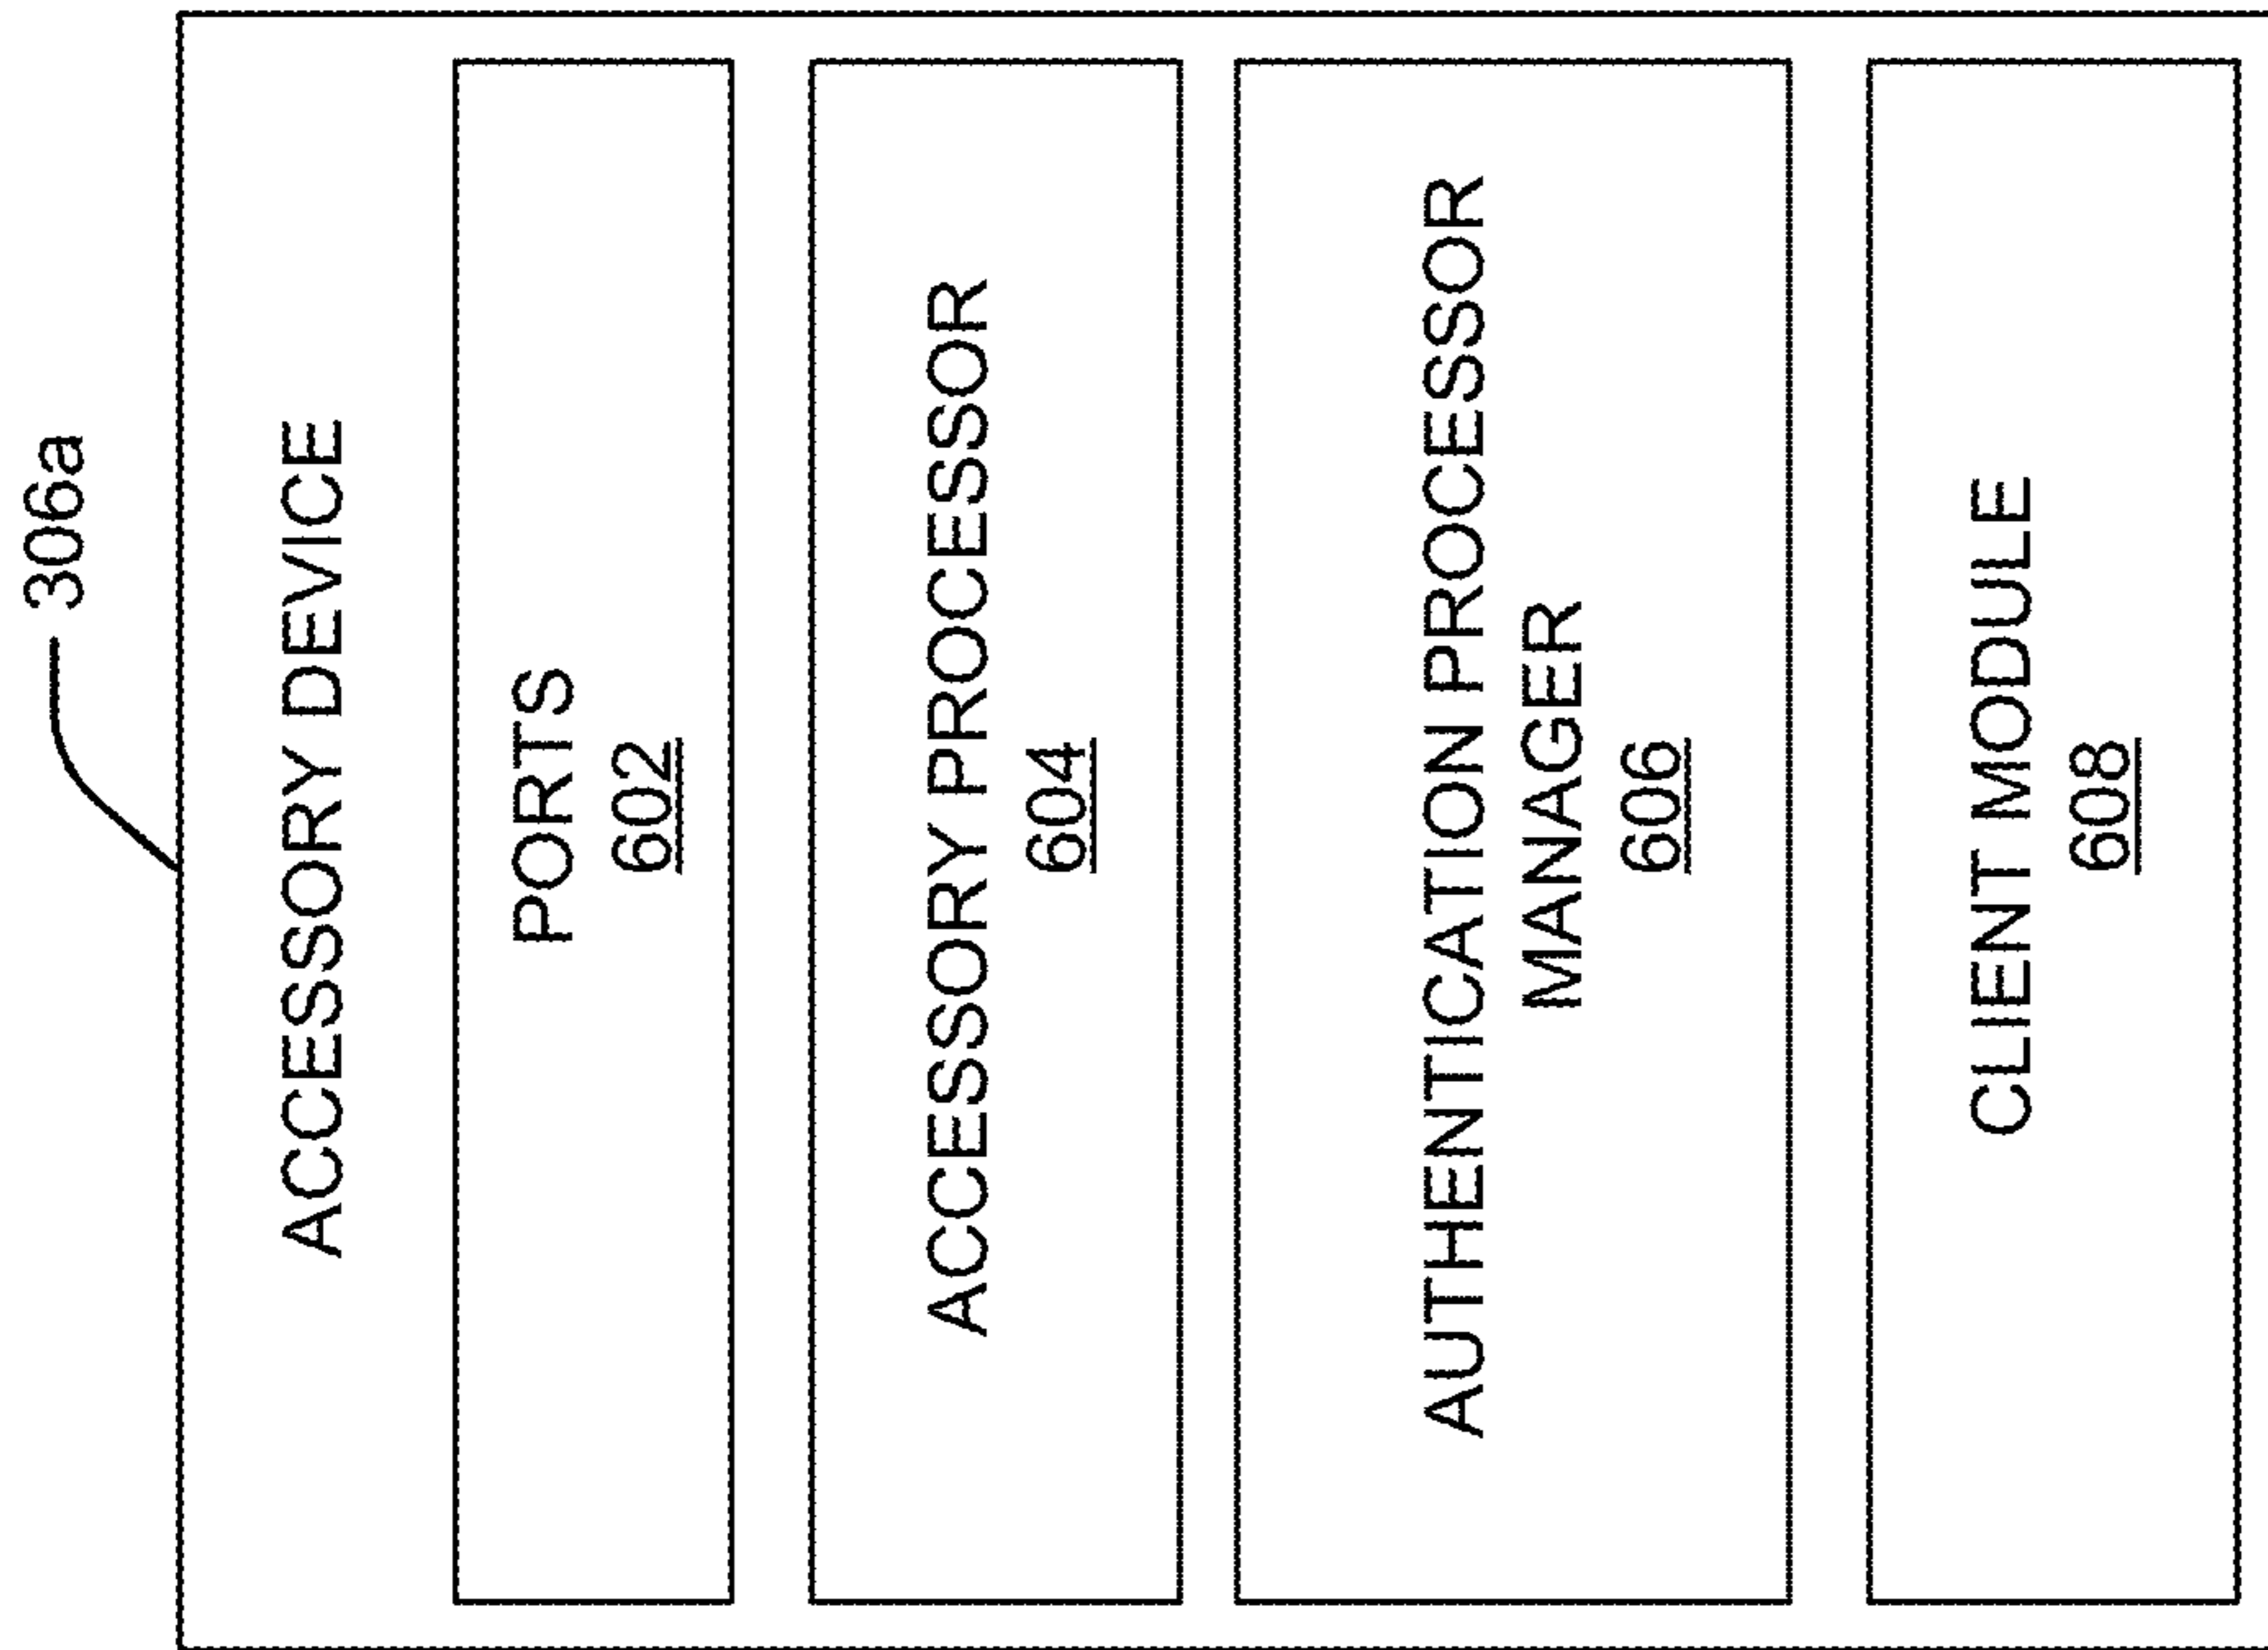 306a
ACCESSORY DEVICE
PORTS
602
ACCESSORY PROCESSOR
604
AUTHENTICATION PROCESSOR
MANAGER
606
CLIENT MODULE
608